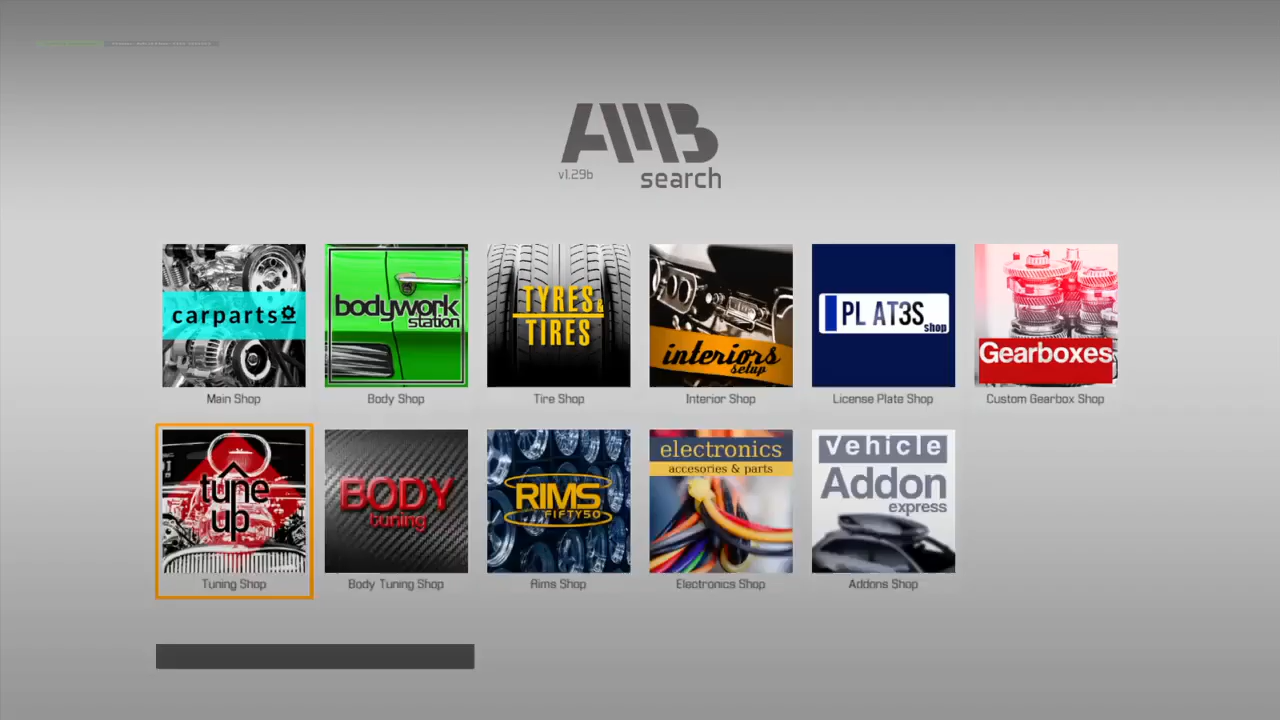 AMB
v1.29b
search
carparts
Main Shop
bodywork
station
Body Shop
TYRES &
TIRES
Tire Shop
interiors
setup
Interior Shop
PL AT3S
shop
License Plate Shop
Gearboxes
Custom Gearbox Shop
tune
up
Tuning Shop
BODY
tuning
Body Tuning Shop
RIMS
FIFTY50
Rims Shop
electronics
accesories & parts
Electronics Shop
vehicle
Addon
express
Addons Shop